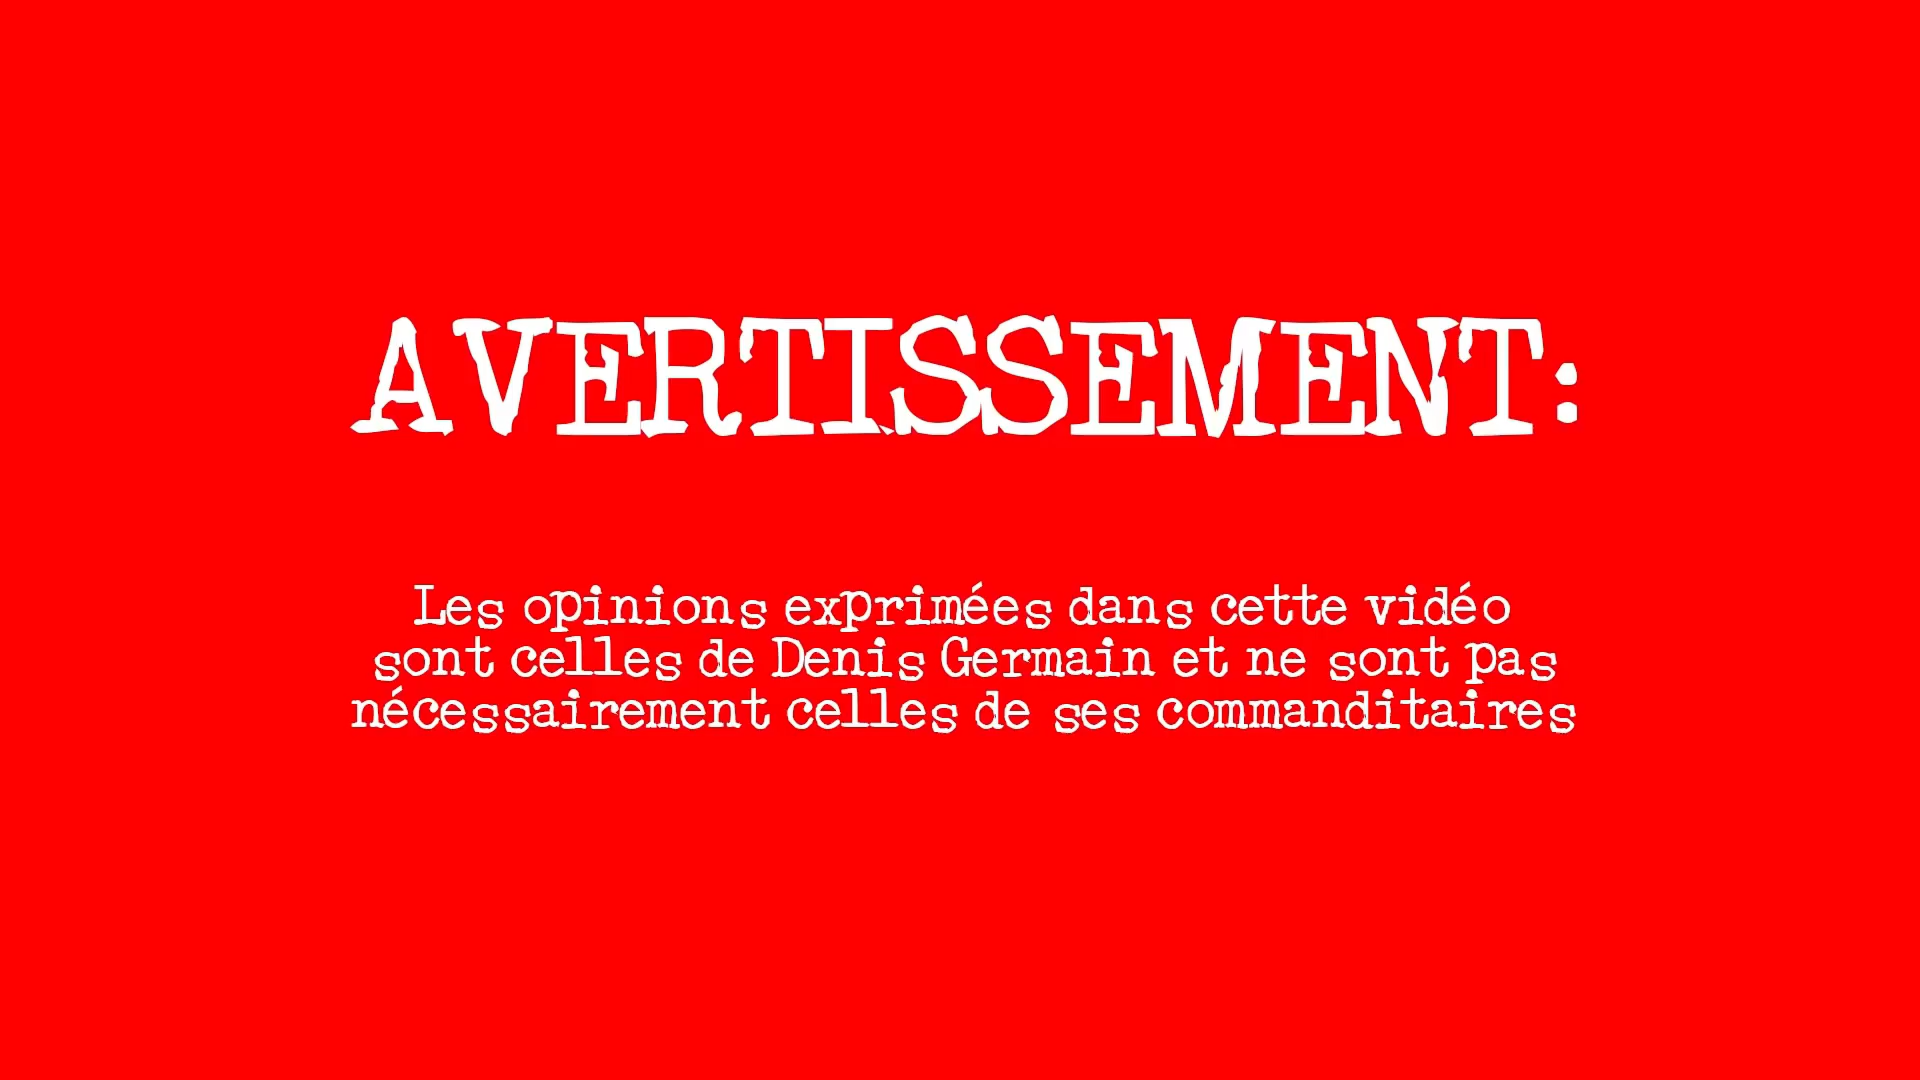 AVERTISSEMENT:
Les opinions exprimées dans cette vidéo
sont celles de Denis Germain et ne sont pas
nécessairement celles de ses commanditaires